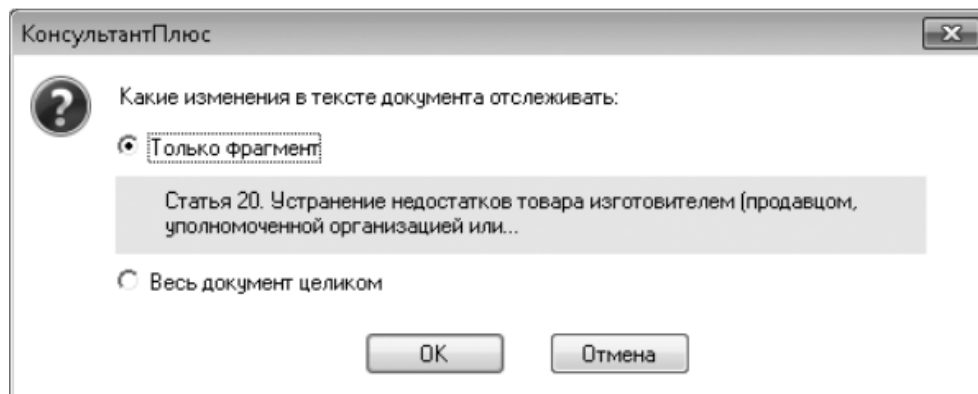 КонсультантПлюс
Какие изменения в тексте документа отслеживать:
Только фрагмент
Статья 20. Устранение недостатков товара изготовителем (продавцом,
уполномоченной организацией или...
Весь документ целиком
ОК Отмена